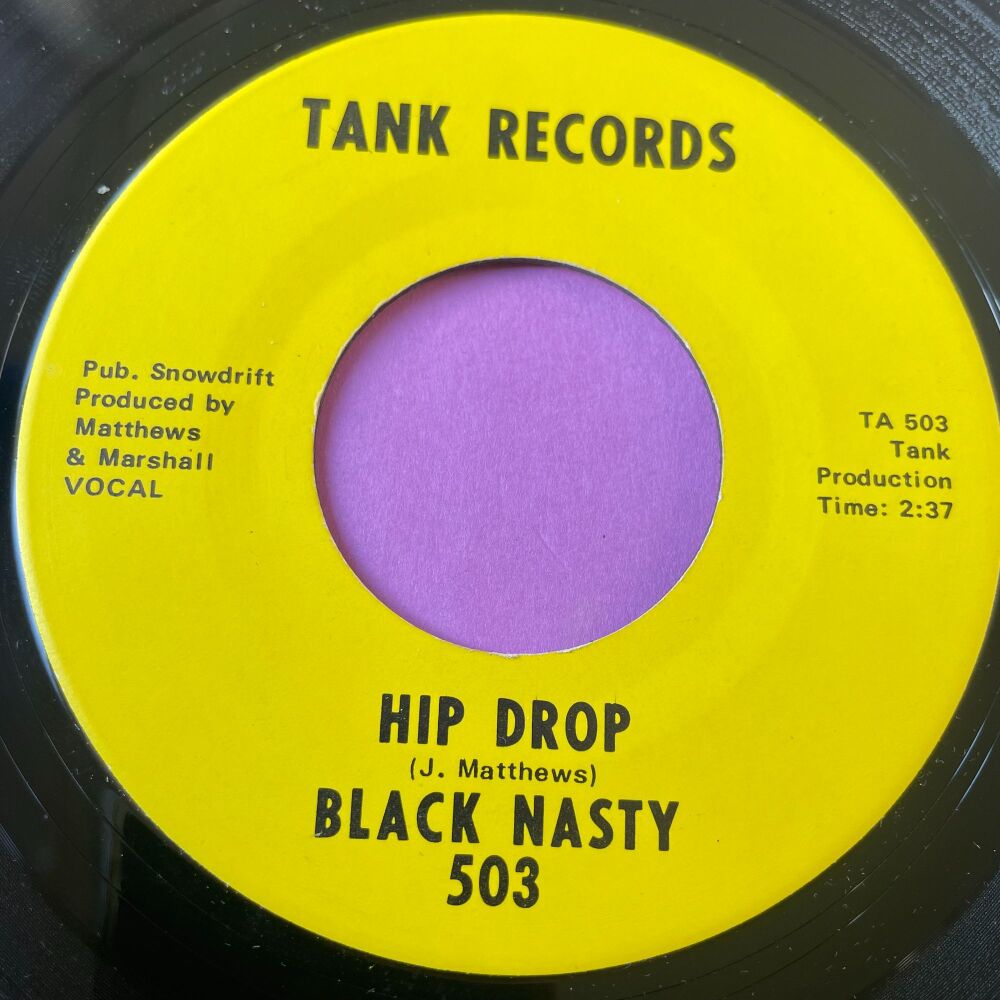 TANK RECORDS
Pub. Snowdrift
Produced by
Matthews
& Marshall
VOCAL
TA 503
Tank
Production
Time: 2:37
HIP DROP
(J. Matthews)
BLACK NASTY
503